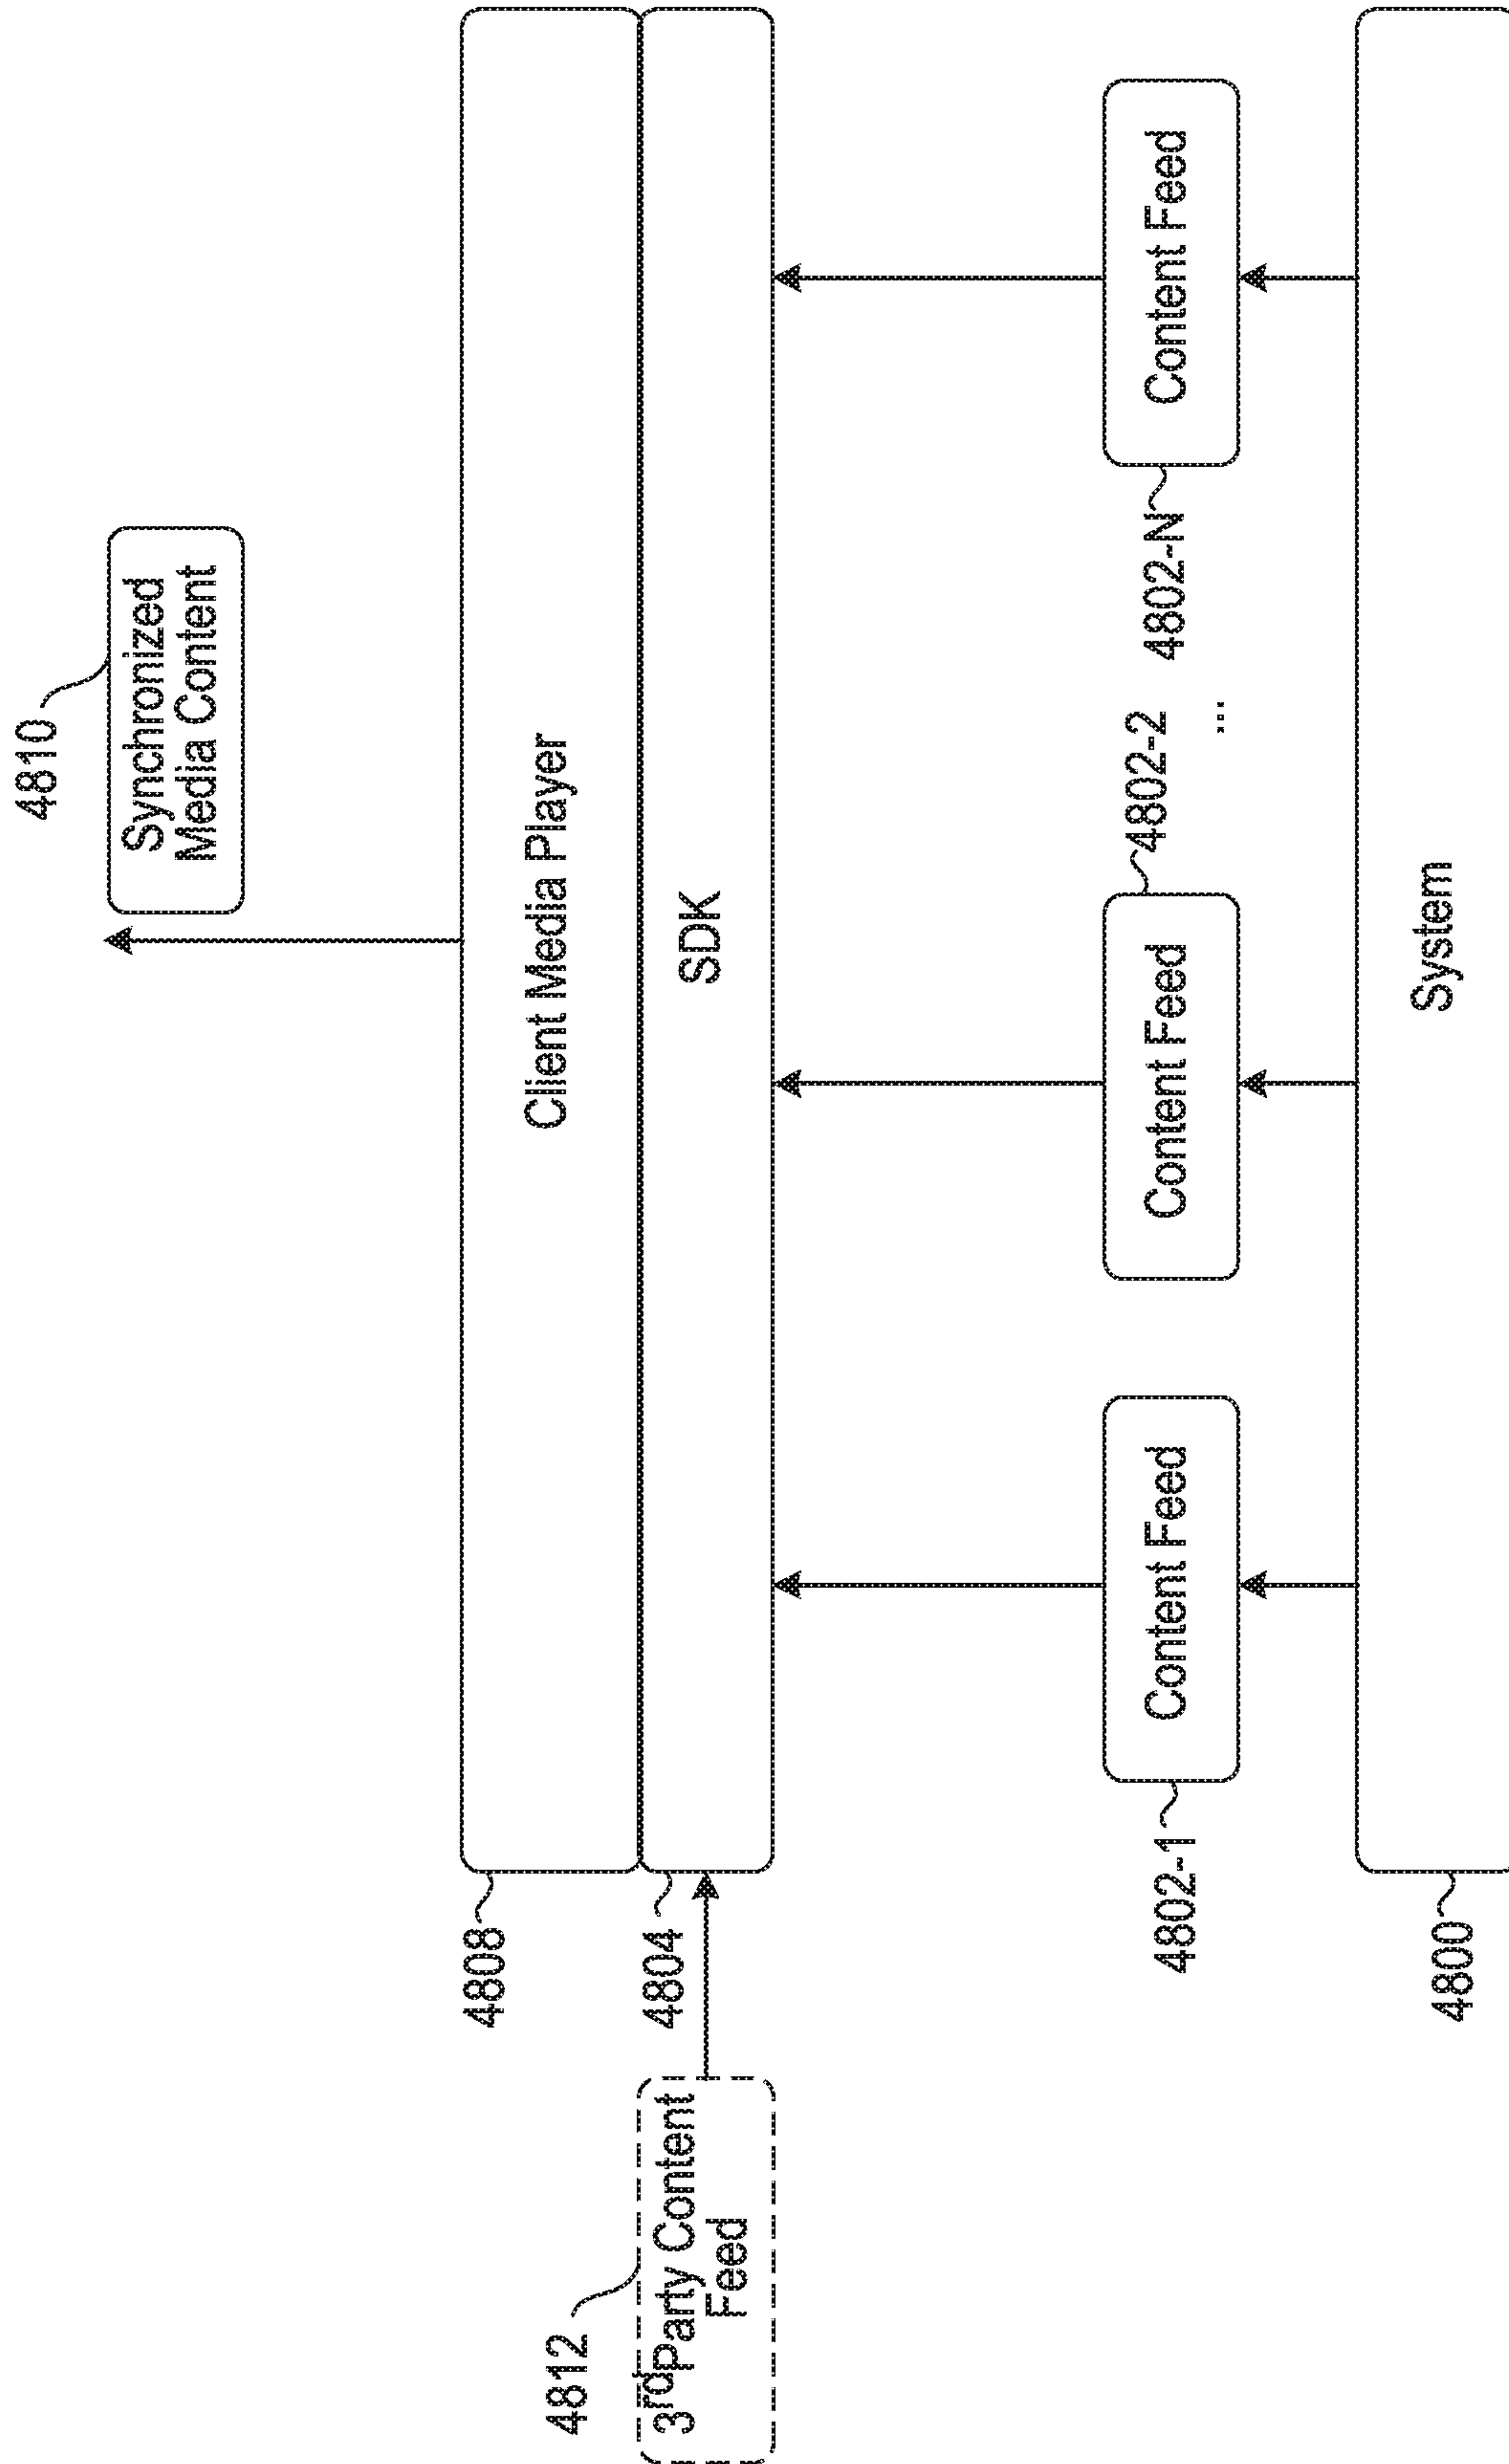 4810
Synchronized
Media Content
4808
Client Media Player
4812
3rd Party Content
Feed
4804
SDK
4802-1
Content Feed
Content Feed
4802-2
...
4802-N
Content Feed
4800
System